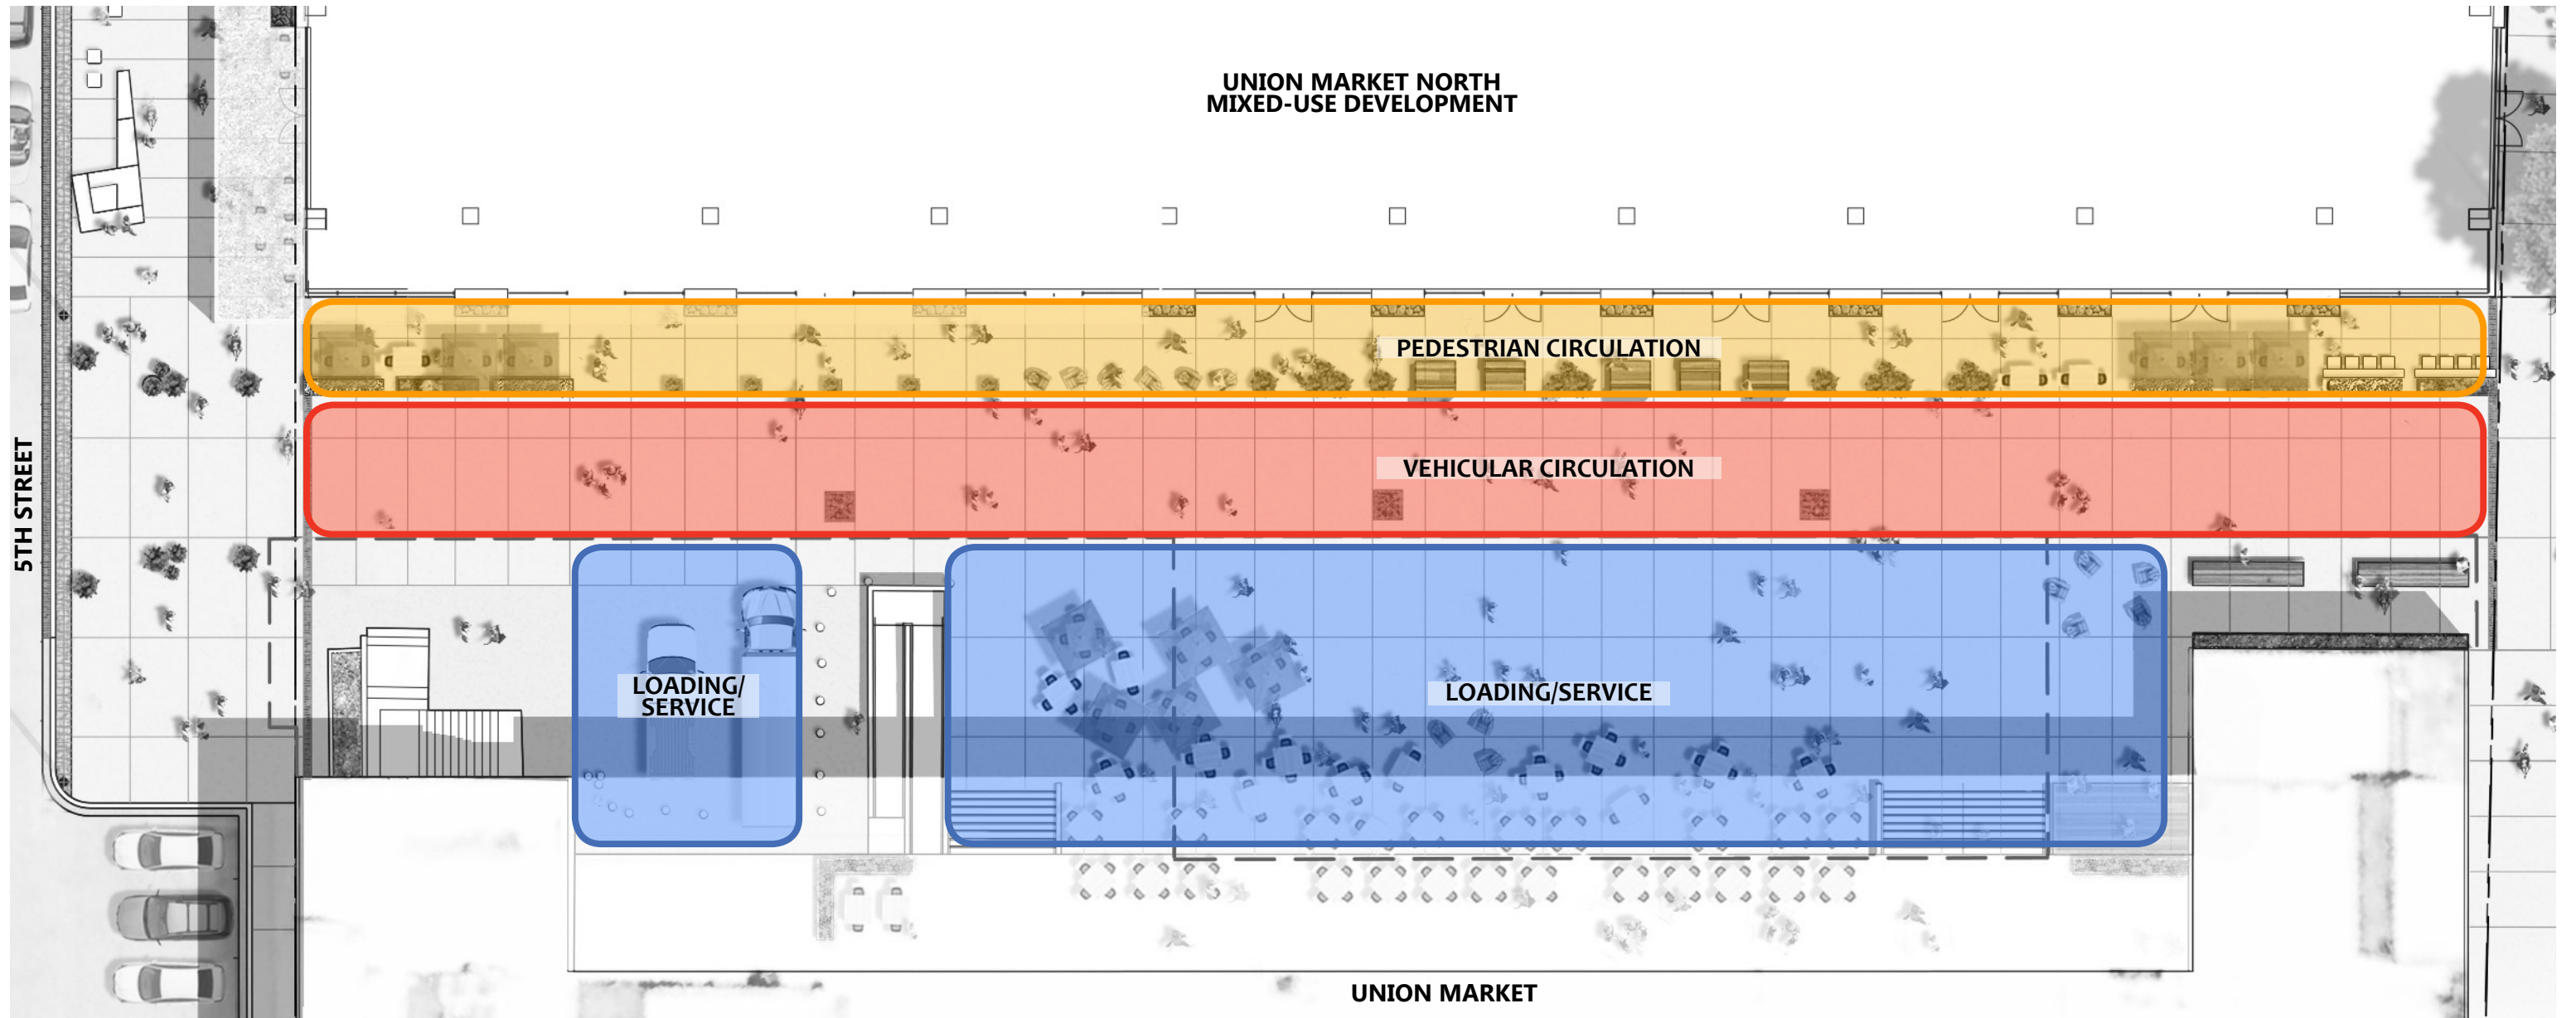 UNION MARKET NORTH
MIXED-USE DEVELOPMENT
PEDESTRIAN CIRCULATION
VEHICULAR CIRCULATION
5TH STREET
LOADING/
SERVICE
LOADING/SERVICE
UNION MARKET